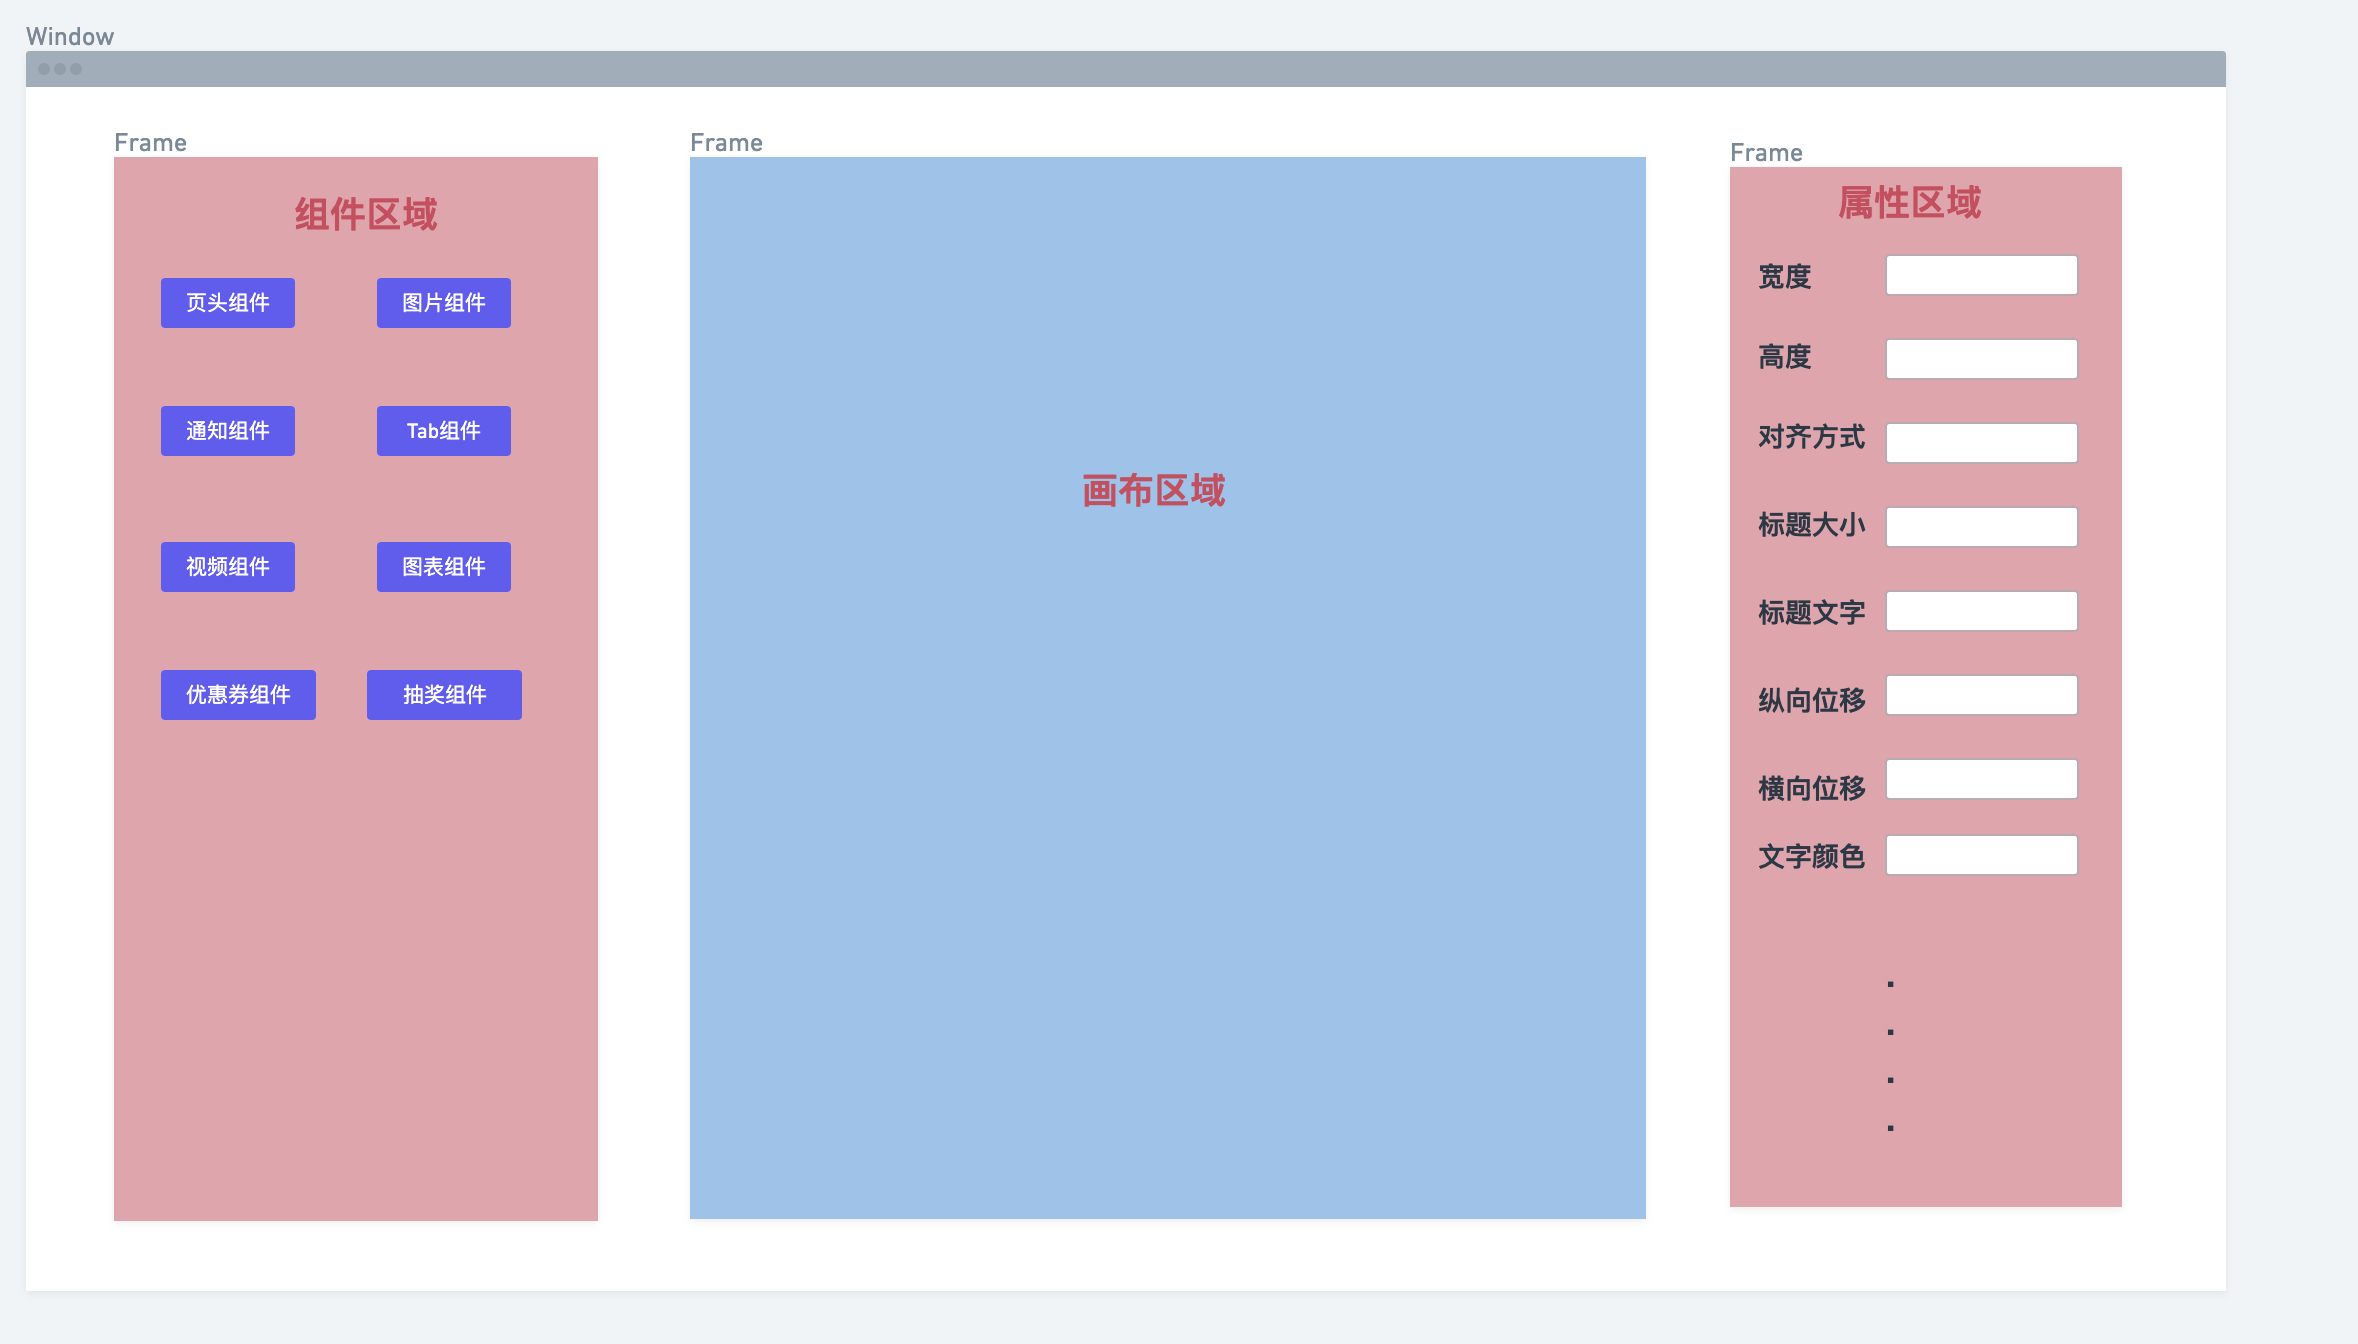 Window
Frame
组件区域
页头组件
图片组件
通知组件
Tab组件
视频组件
图表组件
优惠券组件
抽奖组件
Frame
画布区域
Frame
属性区域
宽度
高度
对齐方式
标题大小
标题文字
纵向位移
横向位移
文字颜色
.
.
.
.